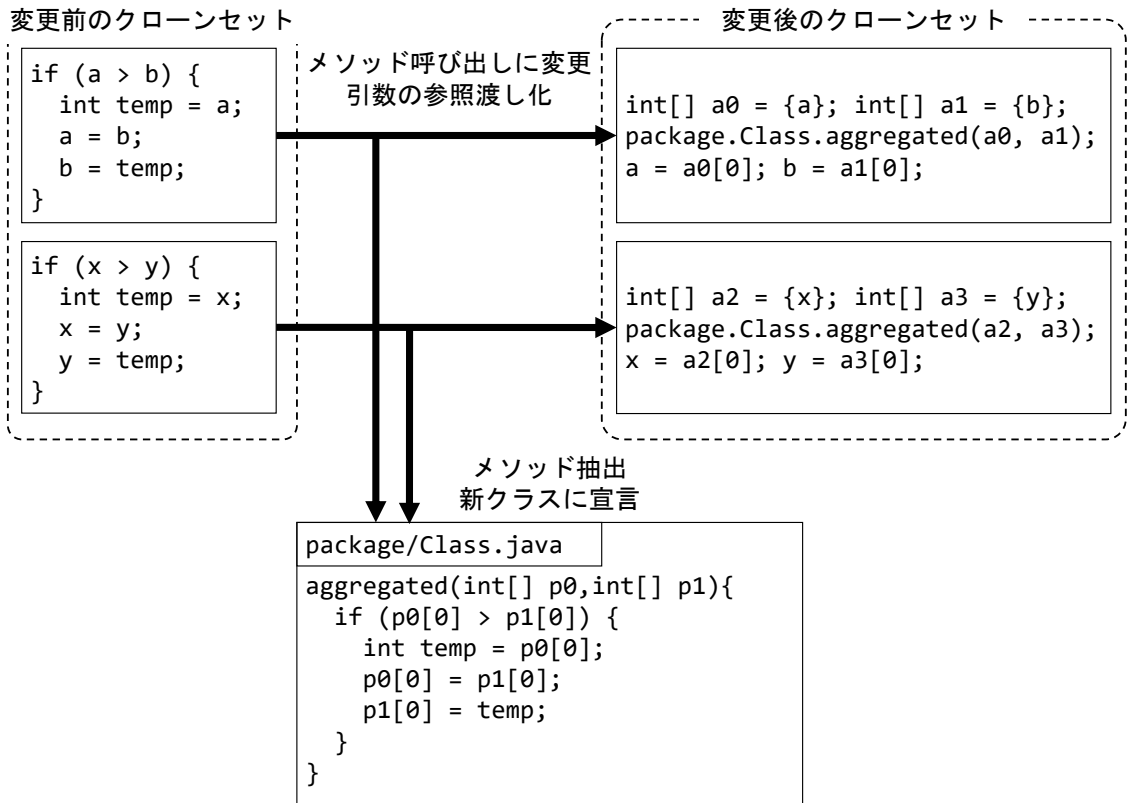 変更前のクローンセット
if (a > b) {
  int temp = a;
  a = b;
  b = temp;
}
if (x > y) {
  int temp = x;
  x = y;
  y = temp;
}
メソッド呼び出しに変更
引数の参照渡し化
変更後のクローンセット
int[] a0 = {a}; int[] a1 = {b};
package.Class.aggregated(a0, a1);
a = a0[0]; b = a1[0];
int[] a2 = {x}; int[] a3 = {y};
package.Class.aggregated(a2, a3);
x = a2[0]; y = a3[0];
メソッド抽出
新クラスに宣言
package/Class.java
aggregated(int[] p0,int[] p1){
  if (p0[0] > p1[0]) {
    int temp = p0[0];
    p0[0] = p1[0];
    p1[0] = temp;
  }
}